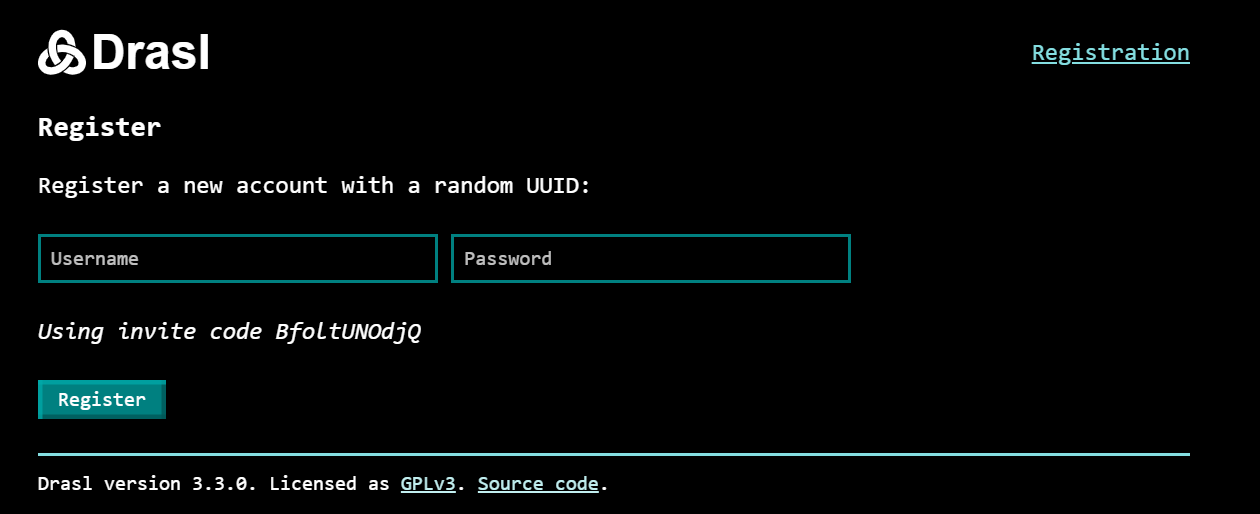 Drasl
Registration
Register
Register a new account with a random UUID:
Username
Password
Using invite code BfoltUNOdjQ
Register
Drasl version 3.3.0. Licensed as GPLv3. Source code.